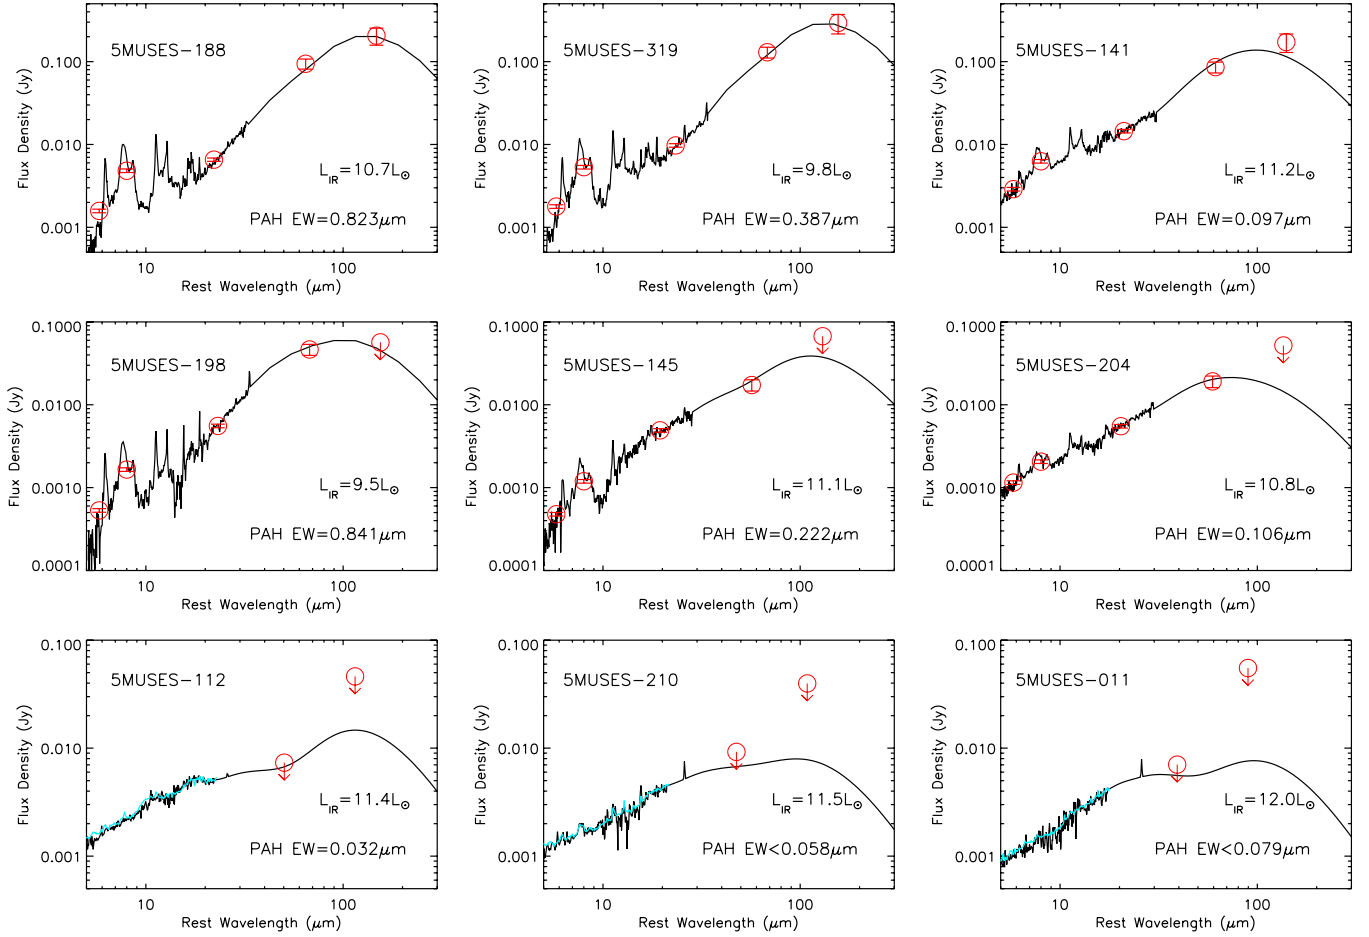 5MUSES-188
Flux Density (Jy)
0.100
0.010
0.001
L_IR=10.7L⊙
PAH EW=0.823μm
10
100
Rest Wavelength (μm)
5MUSES-319
Flux Density (Jy)
0.100
0.010
0.001
L_IR=9.8L⊙
PAH EW=0.387μm
10
100
Rest Wavelength (μm)
5MUSES-141
Flux Density (Jy)
0.100
0.010
0.001
L_IR=11.2L⊙
PAH EW=0.097μm
10
100
Rest Wavelength (μm)
5MUSES-198
Flux Density (Jy)
0.1000
0.0100
0.0010
0.0001
L_IR=9.5L⊙
PAH EW=0.841μm
10
100
Rest Wavelength (μm)
5MUSES-145
Flux Density (Jy)
0.1000
0.0100
0.0010
0.0001
L_IR=11.1L⊙
PAH EW=0.222μm
10
100
Rest Wavelength (μm)
5MUSES-204
Flux Density (Jy)
0.1000
0.0100
0.0010
0.0001
L_IR=10.8L⊙
PAH EW=0.106μm
10
100
Rest Wavelength (μm)
5MUSES-112
Flux Density (Jy)
0.100
0.010
0.001
L_IR=11.4L⊙
PAH EW=0.032μm
10
100
Rest Wavelength (μm)
5MUSES-210
Flux Density (Jy)
0.100
0.010
0.001
L_IR=11.5L⊙
PAH EW<0.058μm
10
100
Rest Wavelength (μm)
5MUSES-011
Flux Density (Jy)
0.100
0.010
0.001
L_IR=12.0L⊙
PAH EW<0.079μm
10
100
Rest Wavelength (μm)